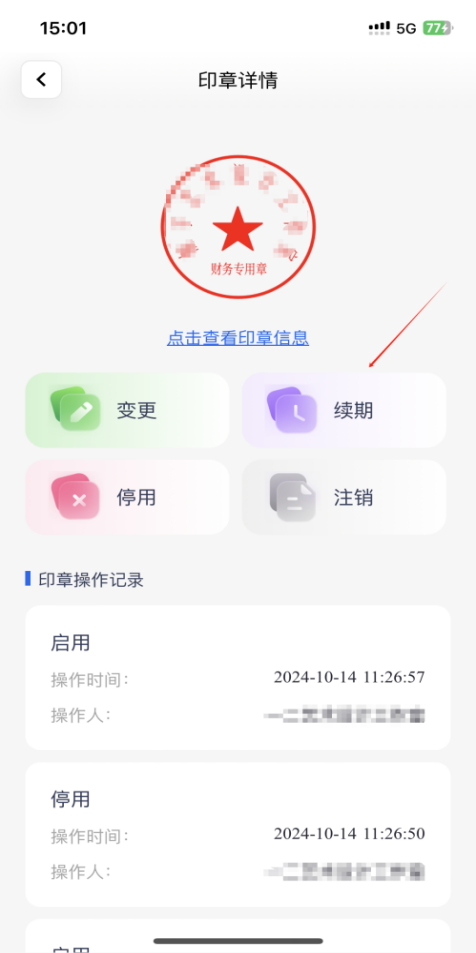 15:01
5G 77
印章详情
财务专用章
点击查看印章信息
变更
续期
停用
注销
印章操作记录
启用
操作时间: 2024-10-14 11:26:57
操作人:
停用
操作时间: 2024-10-14 11:26:50
操作人: